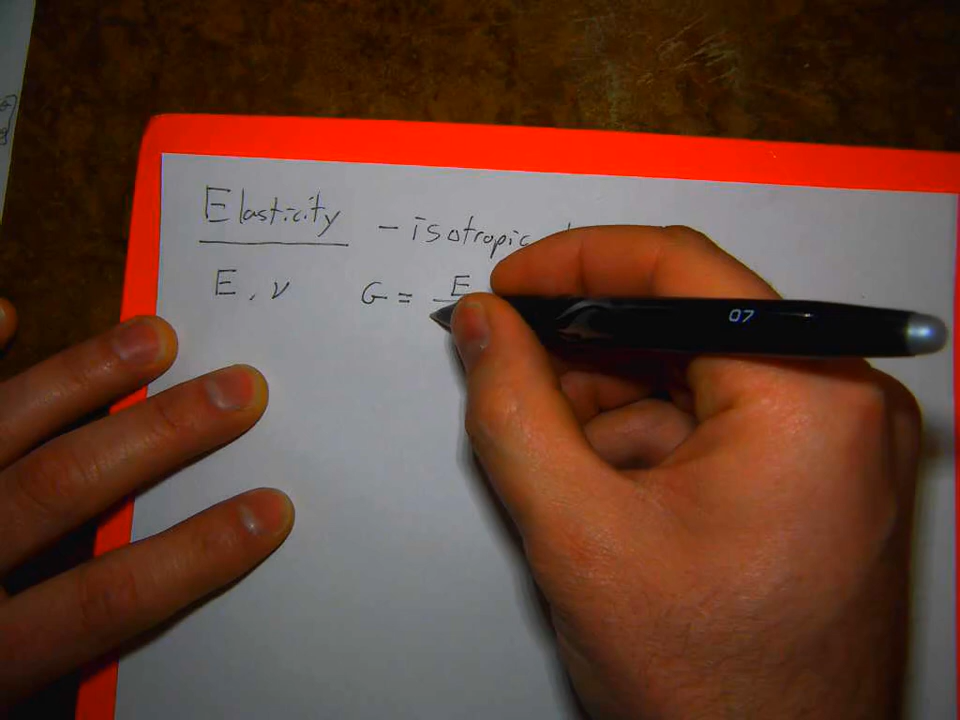 Elasticity - isotropic
E, ν G = E
07